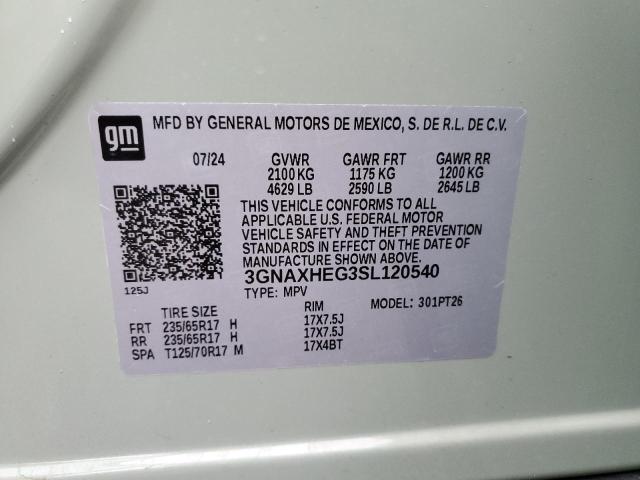 gm MFD BY GENERAL MOTORS DE MEXICO, S. DE R.L. DE C.V.
07/24 GVWR GAWR FRT GAWR RR
2100 KG 1175 KG 1200 KG
4629 LB 2590 LB 2645 LB
THIS VEHICLE CONFORMS TO ALL
APPLICABLE U.S. FEDERAL MOTOR
VEHICLE SAFETY AND THEFT PREVENTION
STANDARDS IN EFFECT ON THE DATE OF
MANUFACTURE SHOWN ABOVE.
3GNAXHEG3SL120540
125J TYPE: MPV MODEL: 301PT26
TIRE SIZE RIM
FRT 235/65R17 H 17X7.5J
RR 235/65R17 H 17X7.5J
SPA T125/70R17 M 17X4BT